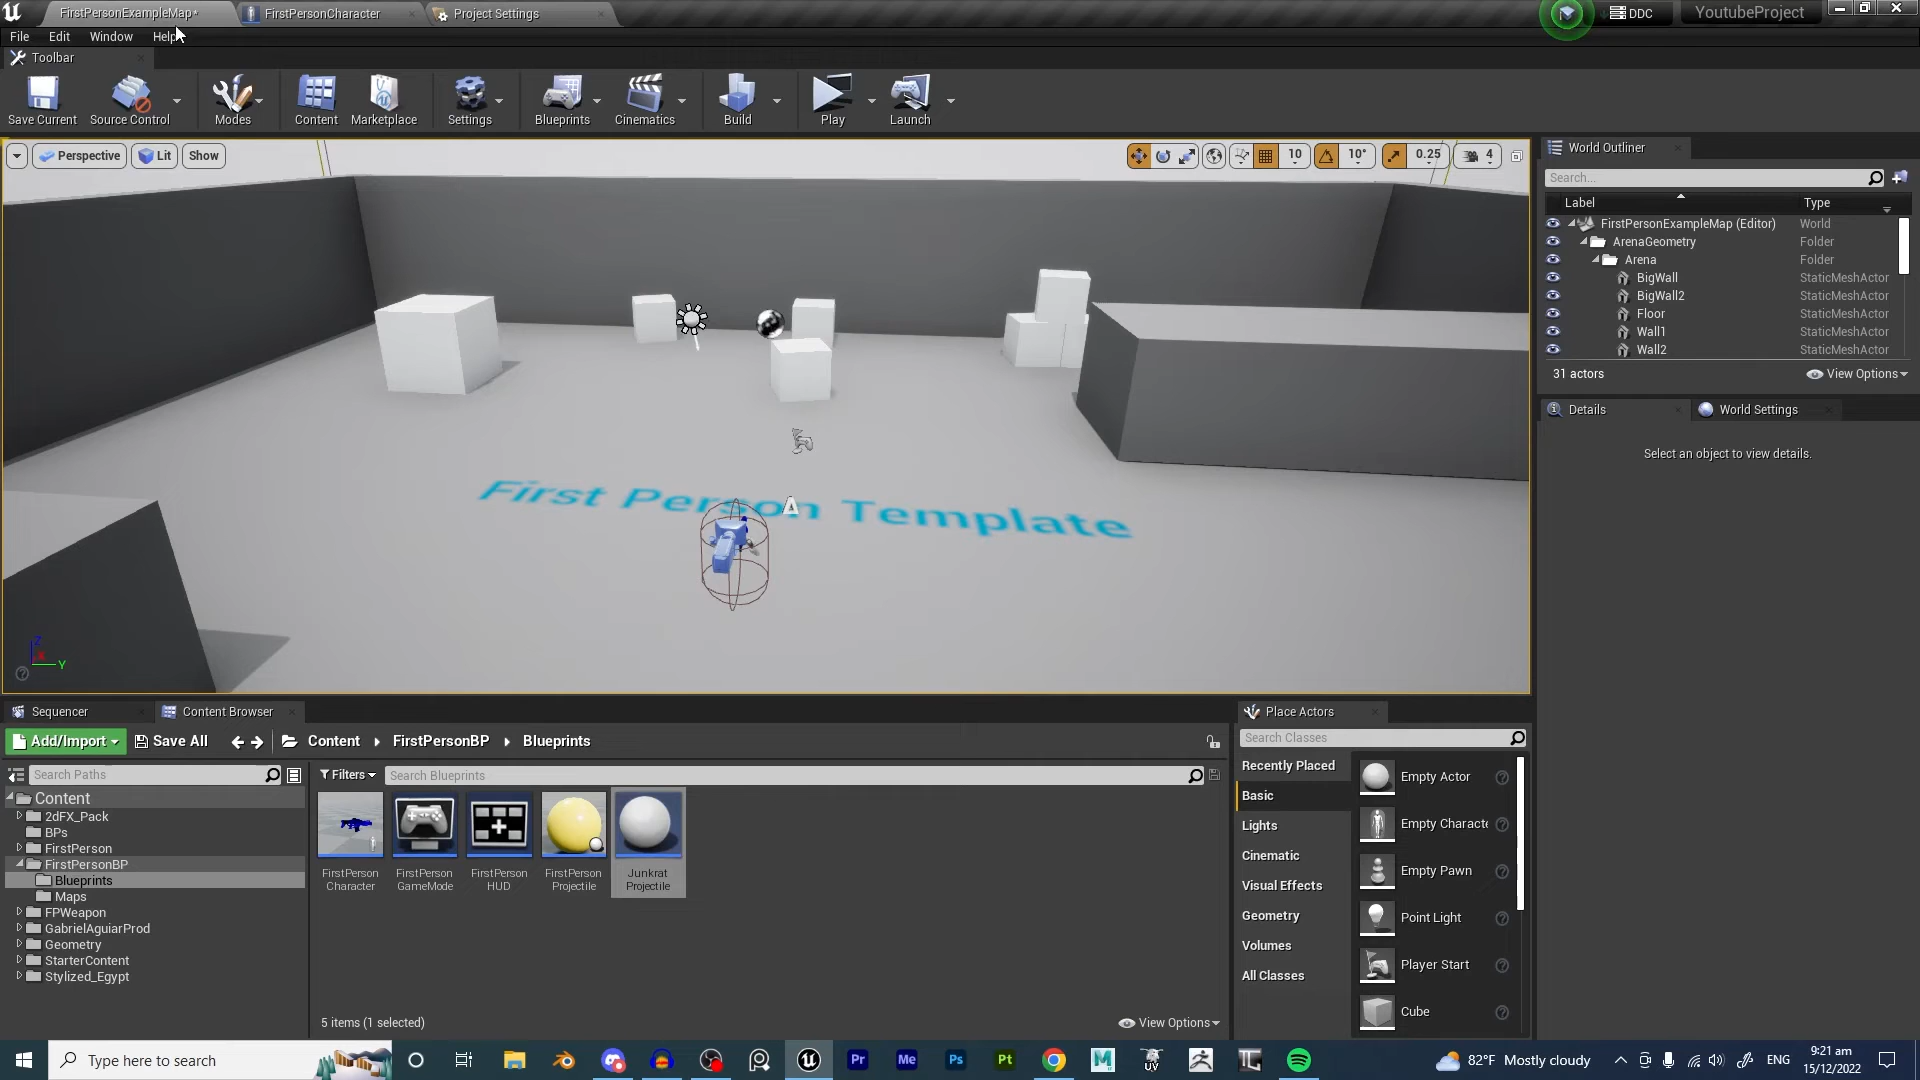 FirstPersonExampleMap*
FirstPersonCharacter
Project Settings
DDC
YoutubeProject
File
Edit
Window
Help
Toolbar
Save Current
Source Control
Modes
Content
Marketplace
Settings
Blueprints
Cinematics
Build
Play
Launch
Perspective
Lit
Show
10
10°
0.25
4
First Person Template
Z
X
Y
World Outliner
Search...
Label
Type
FirstPersonExampleMap (Editor)
World
ArenaGeometry
Folder
Arena
Folder
BigWall
StaticMeshActor
BigWall2
StaticMeshActor
Floor
StaticMeshActor
Wall1
StaticMeshActor
Wall2
StaticMeshActor
31 actors
View Options
Details
World Settings
Select an object to view details.
Sequencer
Content Browser
Add/Import
Save All
Content
FirstPersonBP
Blueprints
Search Paths
Filters
Search Blueprints
Content
2dFX_Pack
BPs
FirstPerson
FirstPersonBP
Blueprints
Maps
FPWeapon
GabrielAguiarProd
Geometry
StarterContent
Stylized_Egypt
FirstPerson
Character
FirstPerson
GameMode
FirstPerson
HUD
FirstPerson
Projectile
Junkrat
Projectile
5 items (1 selected)
View Options
Place Actors
Search Classes
Recently Placed
Basic
Lights
Cinematic
Visual Effects
Geometry
Volumes
All Classes
Empty Actor
Empty Characte
Empty Pawn
Point Light
Player Start
Cube
Type here to search
Pr
Me
Ps
Pt
UV
82°F Mostly cloudy
ENG
9:21 am
15/12/2022